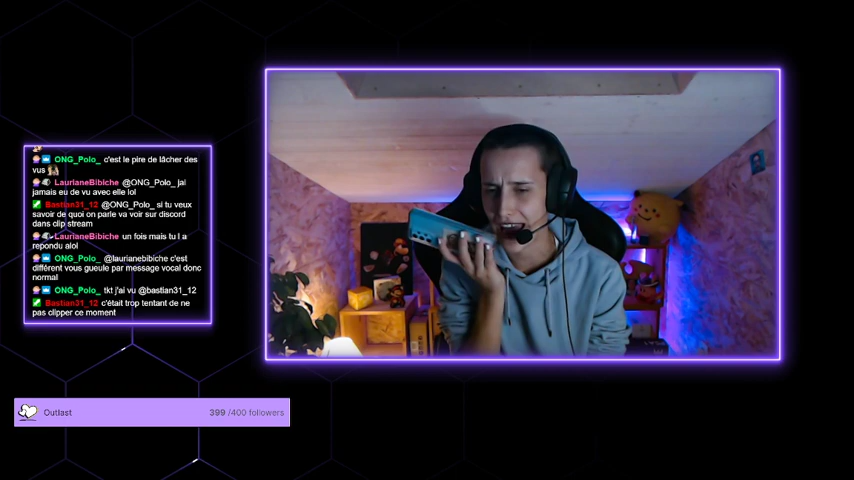 ONG_Polo_ c'est le pire de lâcher des
vus
LaurianeBibiche @ONG_Polo_ jai
jamais eu de vu avec elle lol
Bastian31_12 @ONG_Polo_ si tu veux
savoir de quoi on parle va voir sur discord
dans clip stream
LaurianeBibiche un fois mais tu l a
repondu alol
ONG_Polo_ @laurianebibiche c'est
différent vous gueule par message vocal donc
normal
ONG_Polo_ tkt j'ai vu @bastian31_12
Bastian31_12 c'était trop tentant de ne
pas clipper ce moment
Outlast 399 /400 followers